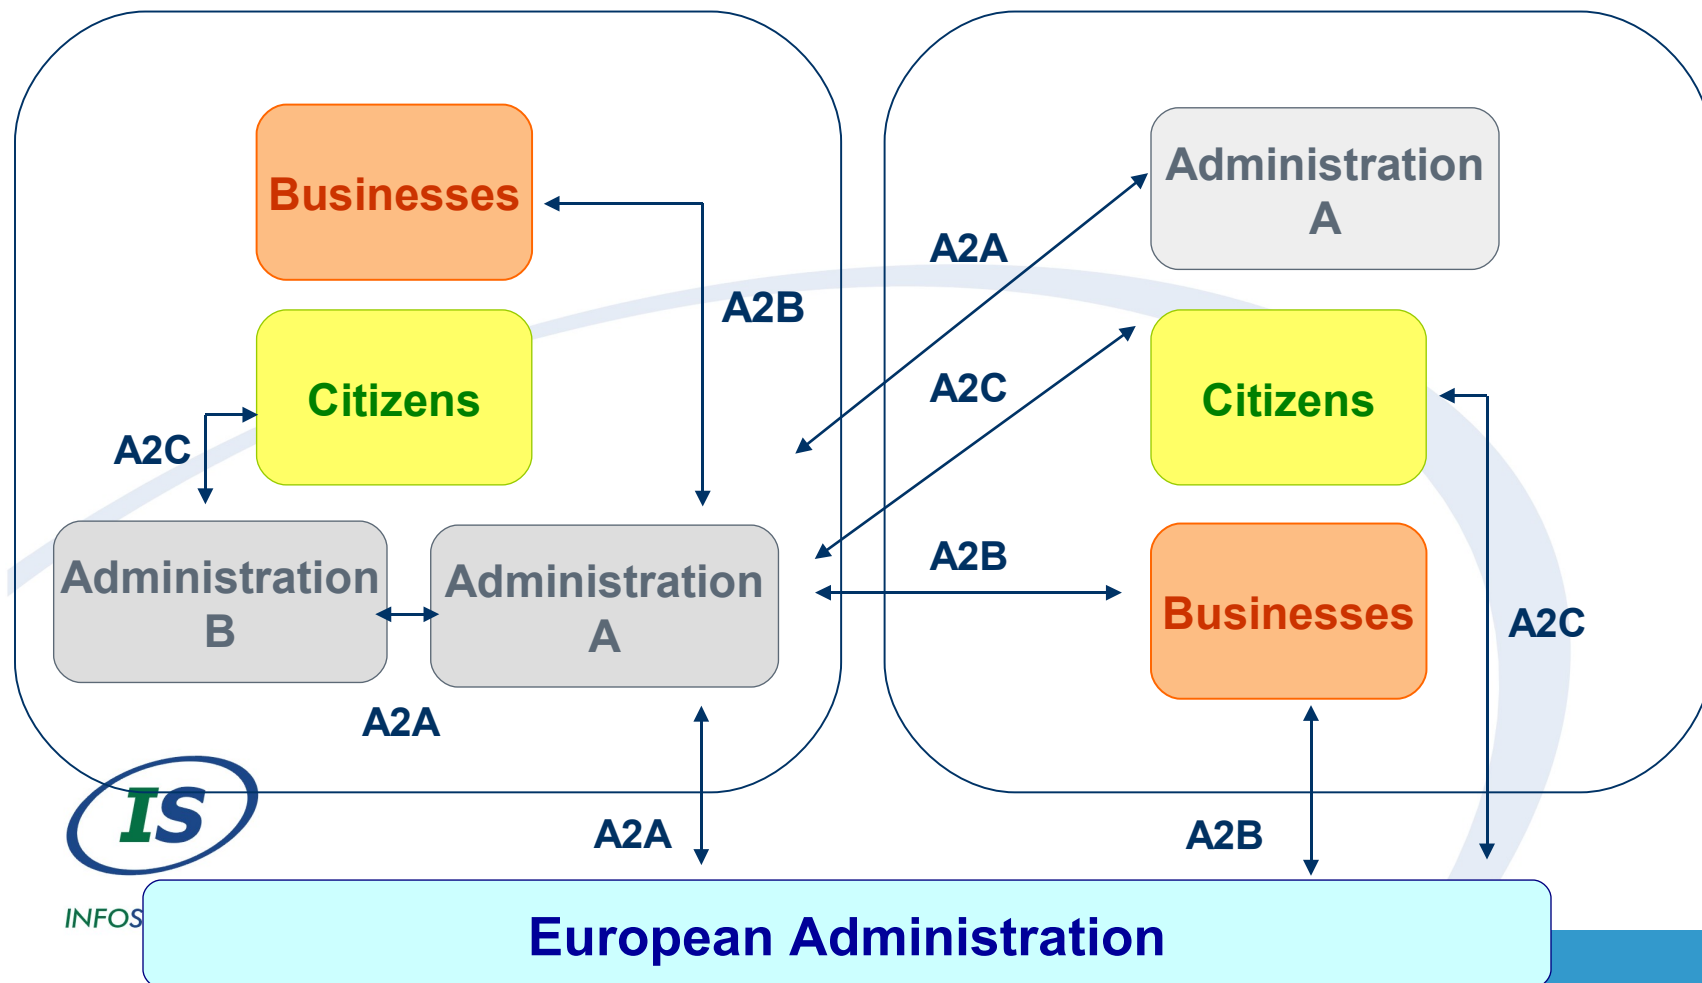 Businesses
Administration
A
A2A
A2B
Citizens
A2C
Citizens
A2C
Administration
B
Administration
A
A2B
Businesses
A2C
A2A
IS
A2A
A2B
INFOS
European Administration